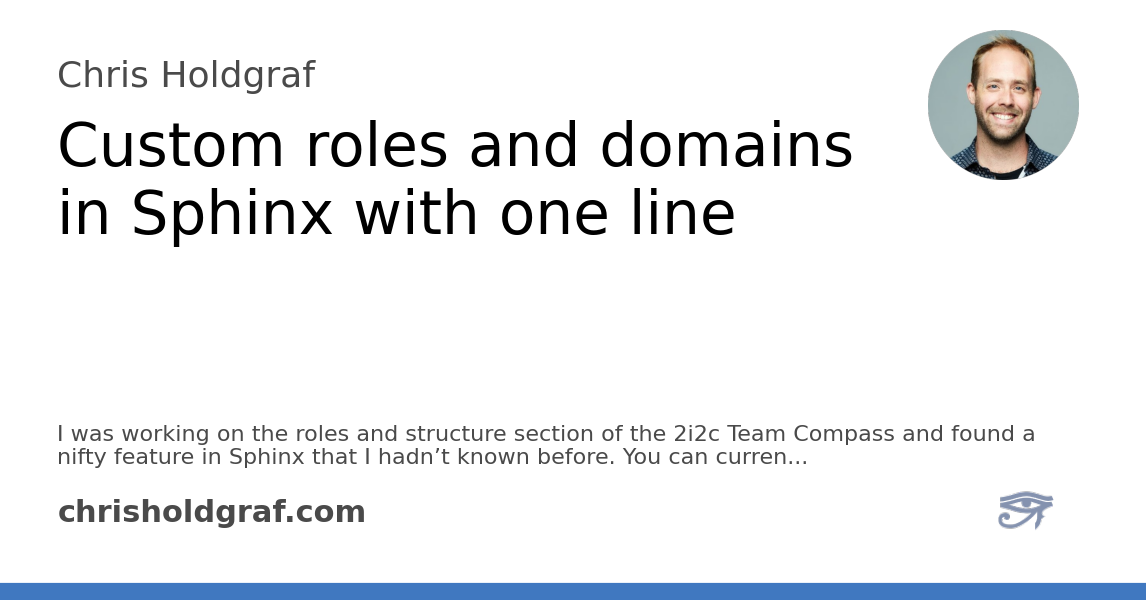 Chris Holdgraf
Custom roles and domains
in Sphinx with one line
I was working on the roles and structure section of the 2i2c Team Compass and found a
nifty feature in Sphinx that I hadn’t known before. You can curren...
chrisholdgraf.com